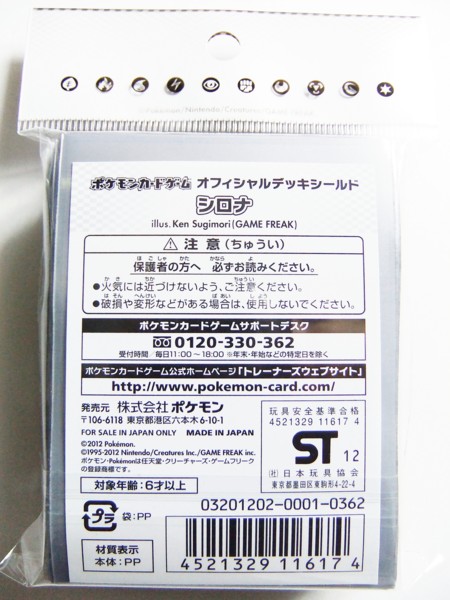 ©Pokémon/Nintendo/Creatures
ポケモンカードゲーム オフィシャルデッキシールド
シロナ
illus. Ken Sugimori(GAME FREAK)
⚠ 注意(ちゅうい)
保護者の方へ 必ずお読みください。
●火気には近づけないよう、ご注意ください。
●破損や変形などがある場合は、使用しないでください。
ポケモンカードゲームサポートデスク
0120-330-362
受付時間/毎日11:00~18:00 ※年末・年始などの特定日を除く
ポケモンカードゲーム公式ホームページ「トレーナーズウェブサイト」
http://www.pokemon-card.com/
発売元 株式会社ポケモン
〒106-6118 東京都港区六本木6-10-1
FOR SALE IN JAPAN ONLY MADE IN JAPAN
©2012 Pokémon.
©1995-2012 Nintendo/Creatures Inc./GAME FREAK inc.
ポケモン・Pokémonは任天堂・クリーチャーズ・ゲームフリーク
の登録商標です。
対象年齢:6才以上
プラ 袋:PP
材質表示
本体:PP
玩具安全基準合格
4521329 11617 4
ST 12
(社)日本玩具協会
東京都墨田区東駒形4-22-4
03201202-0001-0362
4 521329 116174